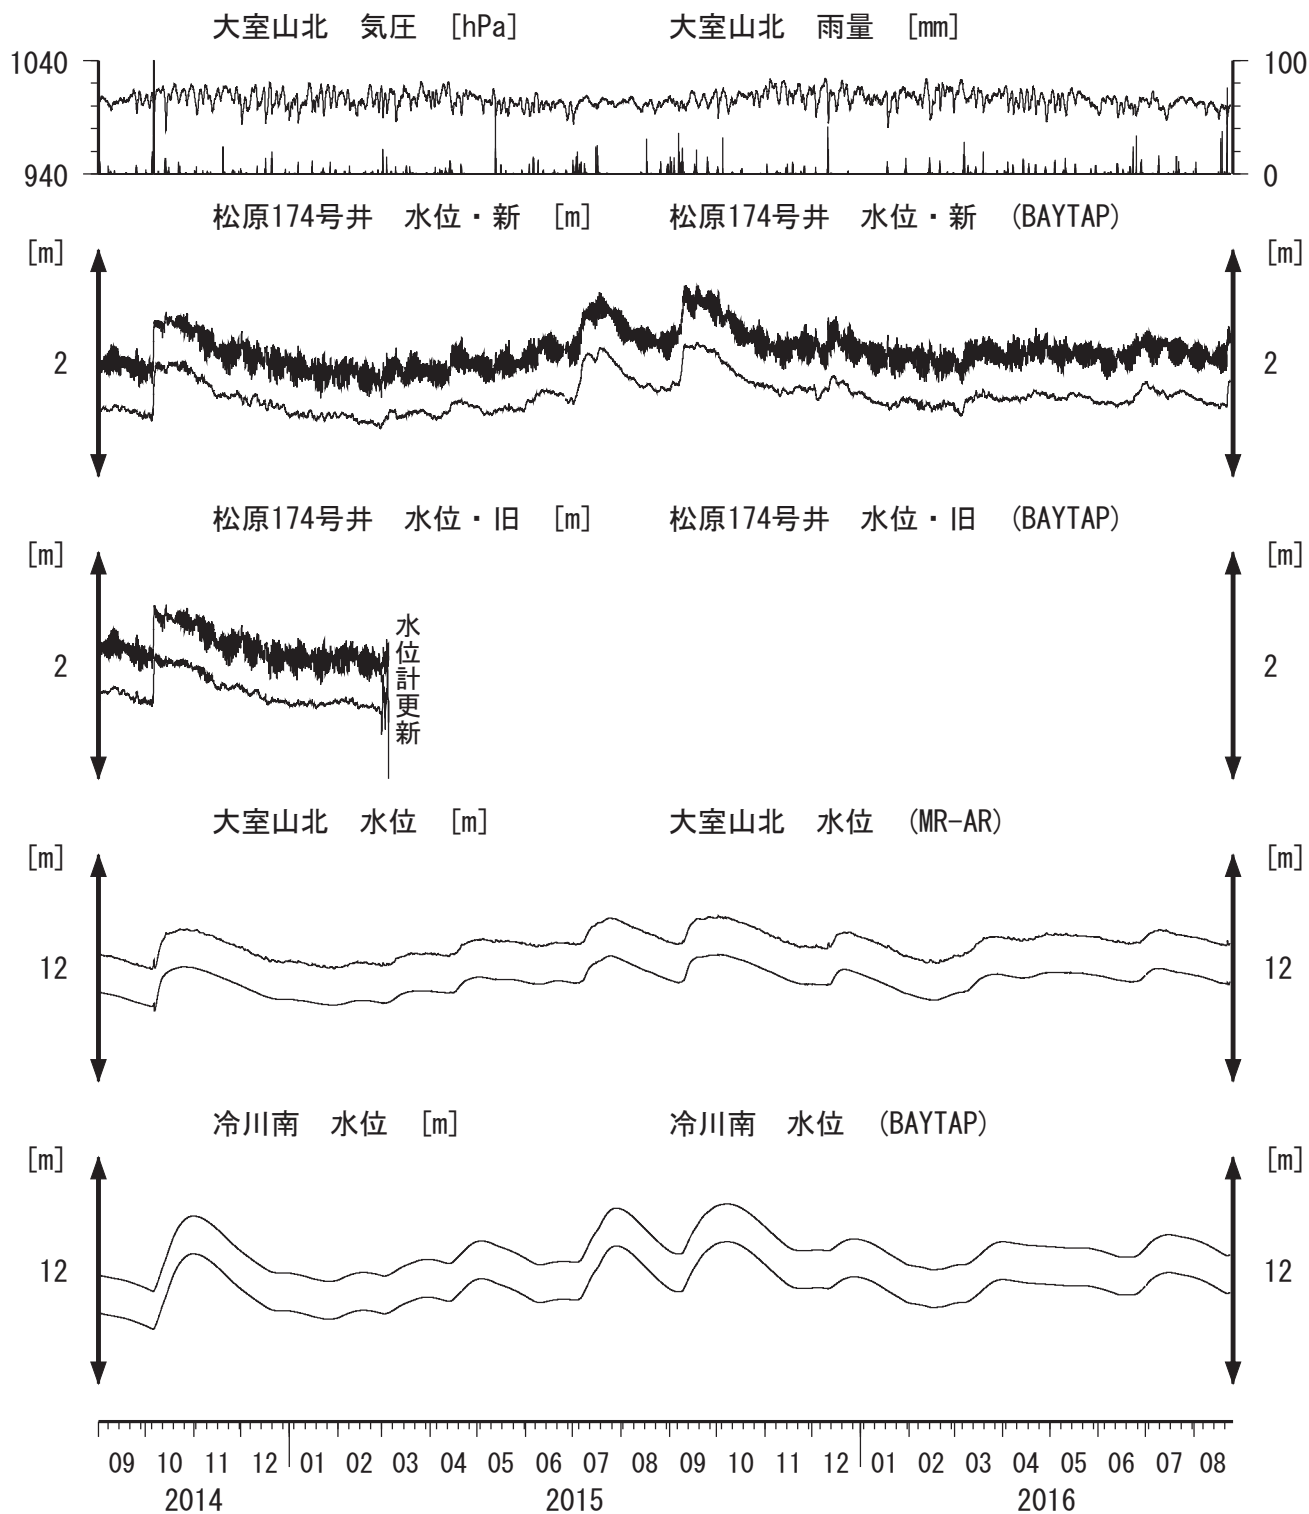 大室山北 気圧 [hPa] 大室山北 雨量 [mm]
1040 100
940 0
松原174号井 水位・新 [m] 松原174号井 水位・新 (BAYTAP)
[m] [m]
2 2
松原174号井 水位・旧 [m] 松原174号井 水位・旧 (BAYTAP)
[m] [m]
2 2
水位計更新
大室山北 水位 [m] 大室山北 水位 (MR-AR)
[m] [m]
12 12
冷川南 水位 [m] 冷川南 水位 (BAYTAP)
[m] [m]
12 12
09 10 11 12 01 02 03 04 05 06 07 08 09 10 11 12 01 02 03 04 05 06 07 08
2014 2015 2016